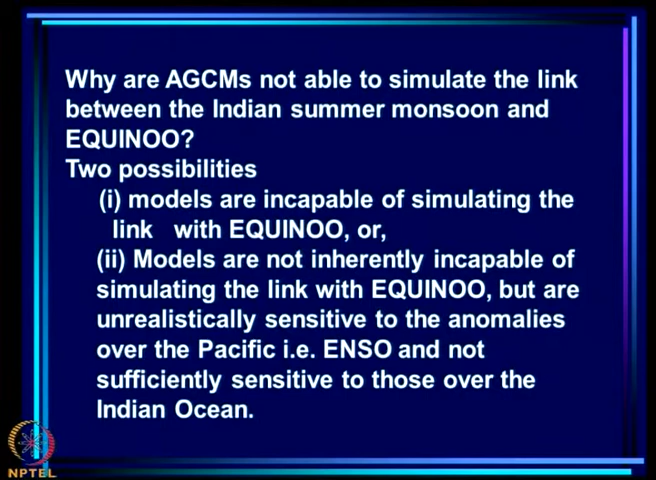 Why are AGCMs not able to simulate the link
between the Indian summer monsoon and
EQUINOO?
Two possibilities
(i) models are incapable of simulating the
link with EQUINOO, or,
(ii) Models are not inherently incapable of
simulating the link with EQUINOO, but are
unrealistically sensitive to the anomalies
over the Pacific i.e. ENSO and not
sufficiently sensitive to those over the
Indian Ocean.
NPTEL